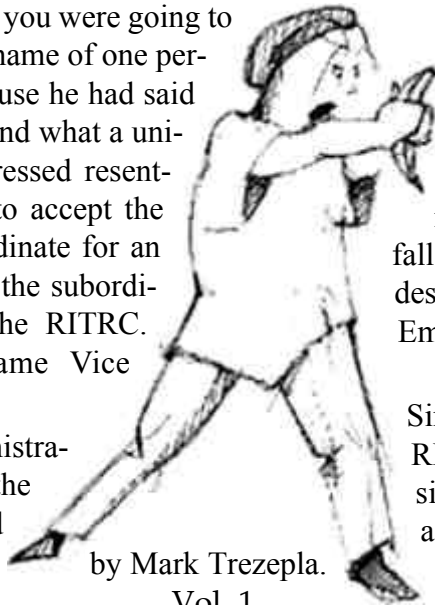 you were going to
name of one per-
use he had said
nd what a uni-
ressed resent-
to accept the
dinate for an
the subordi-
he RITRC.
ame Vice
nistra-
the
by Mark Trezepla.
Vol. 1
fall
des
Em
Sin
si
a